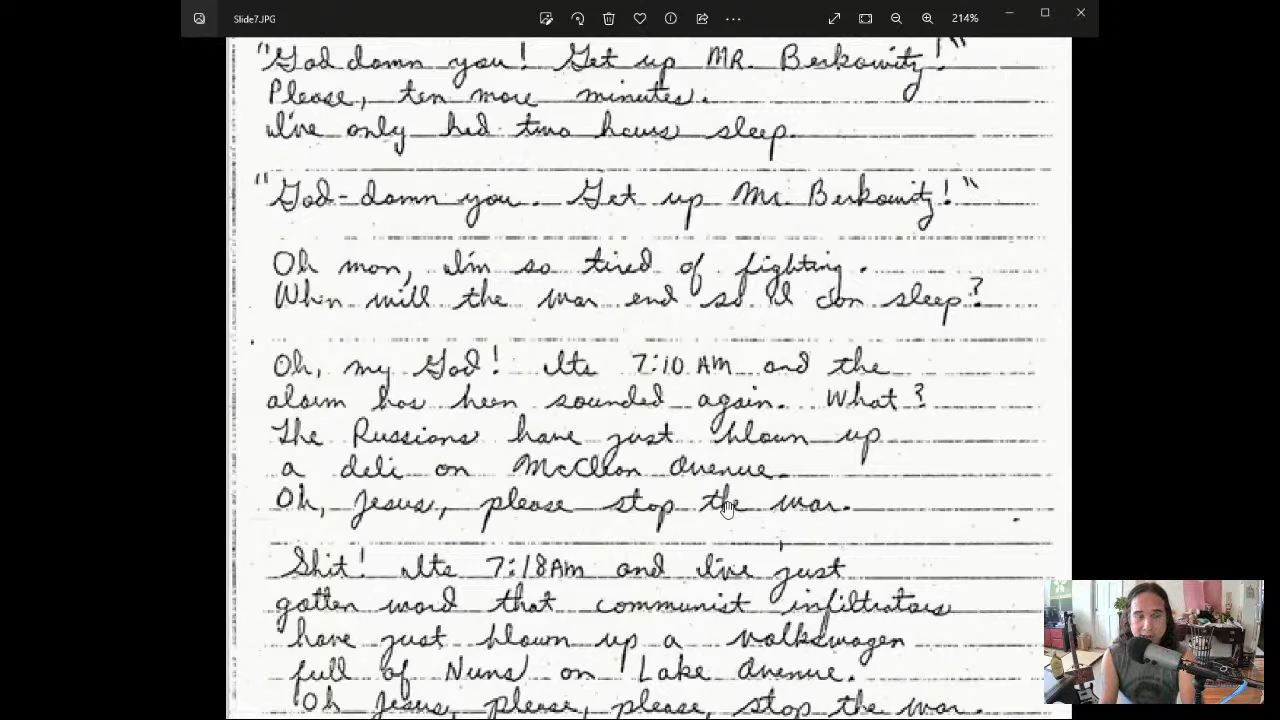 Slide7.JPG
214%
"God damn you! Get up MR. Berkowitz!"
Please, ten more minutes.
I've only had two hours sleep.
"God-damn you. Get up Mr. Berkowitz!"
Oh man, I'm so tired of fighting.
When will the war end so I can sleep?
Oh, my God! Its 7:10 AM and the
alarm has been sounded again. What?
The Russians have just blown up
a deli on McClean Avenue.
Oh, Jesus, please stop the war.
Shit! Its 7:18AM and I've just
gotten word that communist infiltrators
have just blown up a volkswagen
full of Nuns on Lake Avenue.
Oh Jesus, please, please, stop the war.